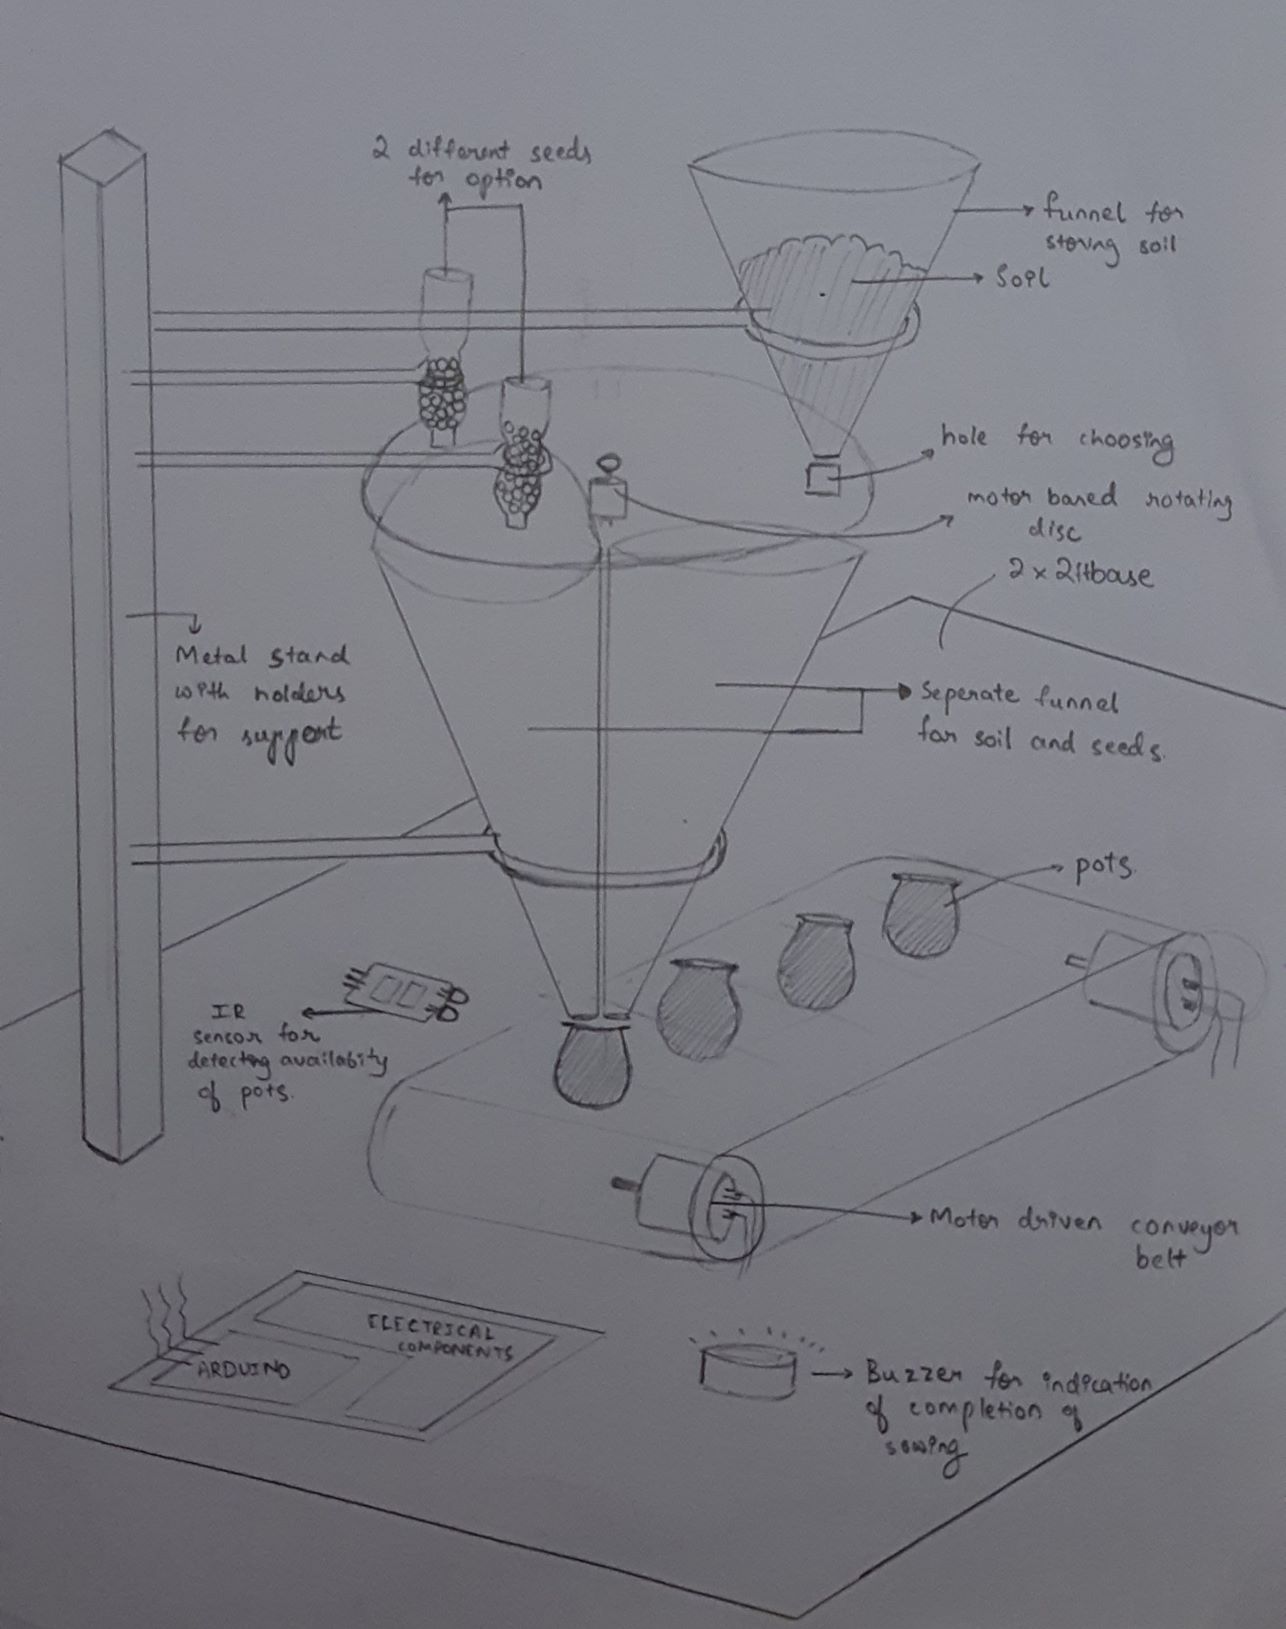 2 different seeds
for option
funnel for
storing soil
Soil
hole for choosing
motor based rotating
disc
2 x 2ft base
Metal stand
with holders
for support
Seperate funnel
for soil and seeds.
pots.
IR
sensor for
detecting availabity
of pots.
Motor driven conveyor
belt
ELECTRICAL
COMPONENTS
ARDUINO
Buzzer for indication
of completion of
sowing